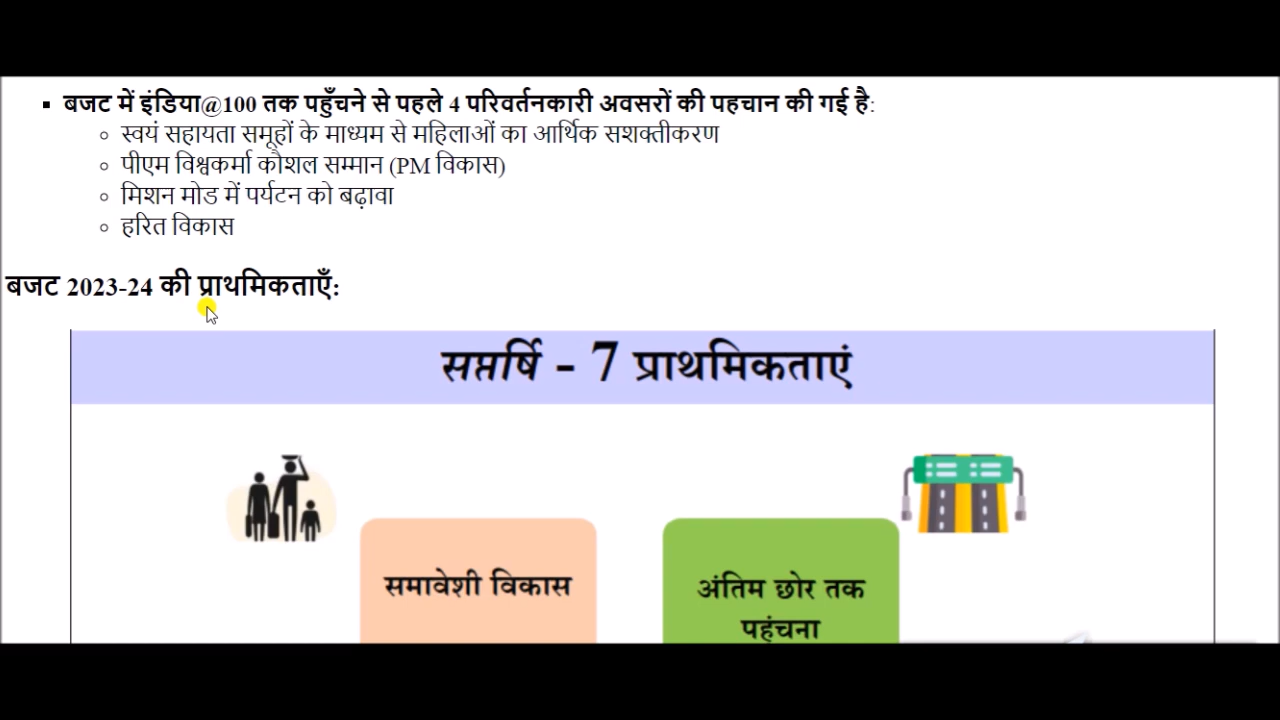 ▪ बजट में इंडिया@100 तक पहुँचने से पहले 4 परिवर्तनकारी अवसरों की पहचान की गई है:
○ स्वयं सहायता समूहों के माध्यम से महिलाओं का आर्थिक सशक्तीकरण
○ पीएम विश्वकर्मा कौशल सम्मान (PM विकास)
○ मिशन मोड में पर्यटन को बढ़ावा
○ हरित विकास
बजट 2023-24 की प्राथमिकताएँ:
सप्तर्षि - 7 प्राथमिकताएं
समावेशी विकास
अंतिम छोर तक
पहुंचना